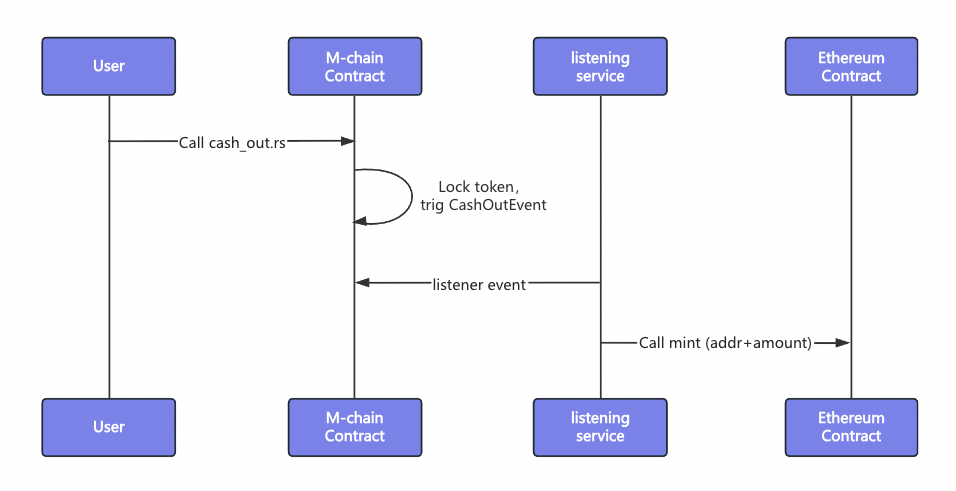 User
M-chain
Contract
listening
service
Ethereum
Contract
Call cash_out.rs
Lock token，
trig CashOutEvent
listener event
Call mint (addr+amount)
User
M-chain
Contract
listening
service
Ethereum
Contract